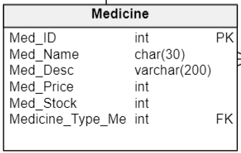 Medicine
Med_ID int PK
Med_Name char(30)
Med_Desc varchar(200)
Med_Price int
Med_Stock int
Medicine_Type_Me int FK